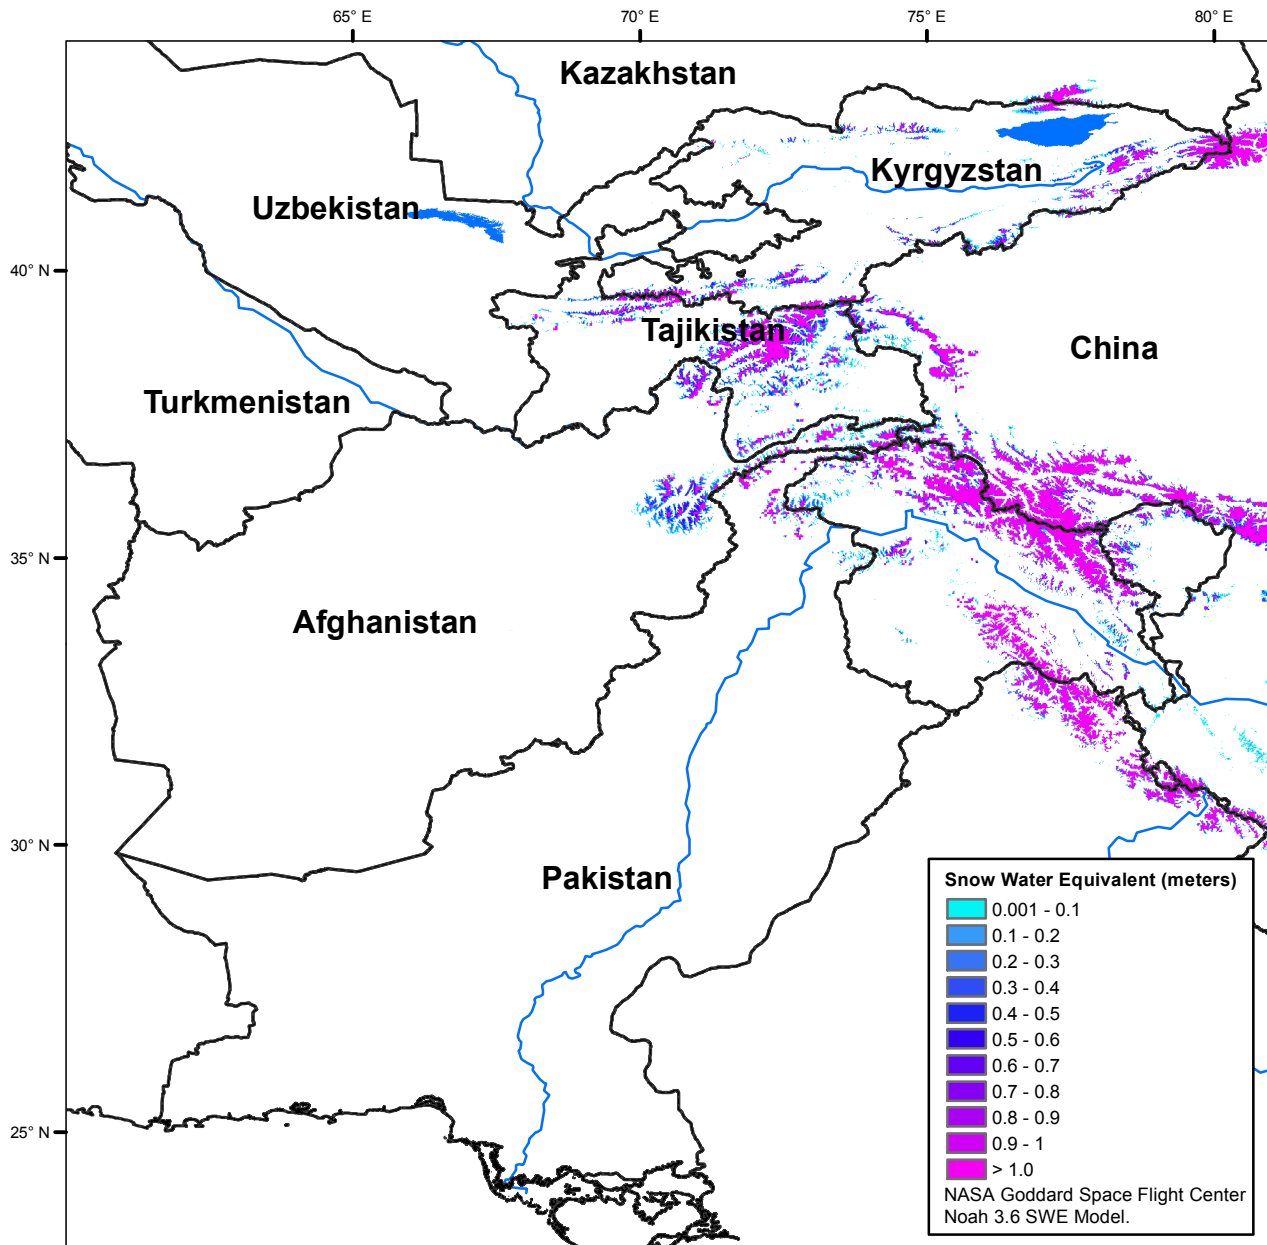 65° E
70° E
75° E
80° E
Kazakhstan
Kyrgyzstan
Uzbekistan
40° N
Tajikistan
China
Turkmenistan
35° N
Afghanistan
30° N
Pakistan
25° N
Snow Water Equivalent (meters)
0.001 - 0.1
0.1 - 0.2
0.2 - 0.3
0.3 - 0.4
0.4 - 0.5
0.5 - 0.6
0.6 - 0.7
0.7 - 0.8
0.8 - 0.9
0.9 - 1
> 1.0
NASA Goddard Space Flight Center
Noah 3.6 SWE Model.